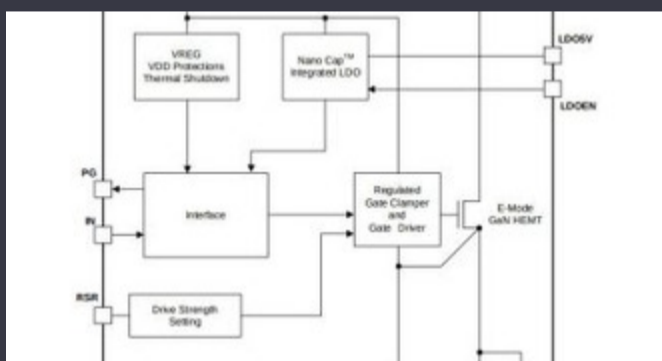 VREG
VDD Protections
Thermal Shutdown
Nano Cap™
Integrated LDO
LDO5V
LDOEN
PG
Interface
IN
Regulated
Gate Clamper
and
Gate Driver
E-Mode
GaN HEMT
RSR
Drive Strength
Setting